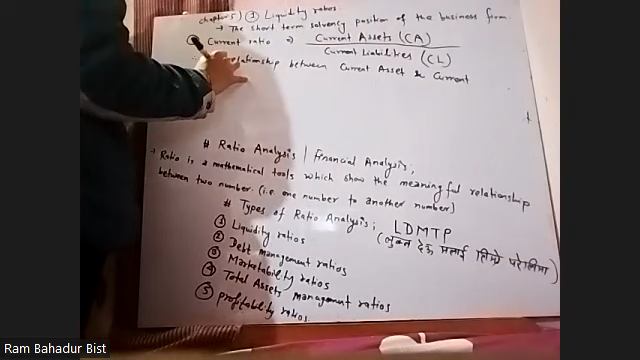 chapter 5) ① Liquidity ratios
→ The short term solvency position of the business form.
Current ratio ⇒ Current Assets (CA)
Current Liabilities (CL)
relationship between Current Asset & Current
# Ratio Analysis | Financial Analysis;
→ Ratio is a mathematical tools which show the meaningful relationship
between two number. (i.e. one number to another number)
# Types of Ratio Analysis; LDMTP
① Liquidity ratios
② Debt management ratios
③ Marketability ratios
④ Total Assets management ratios
⑤ profitability ratios.
Ram Bahadur Bist